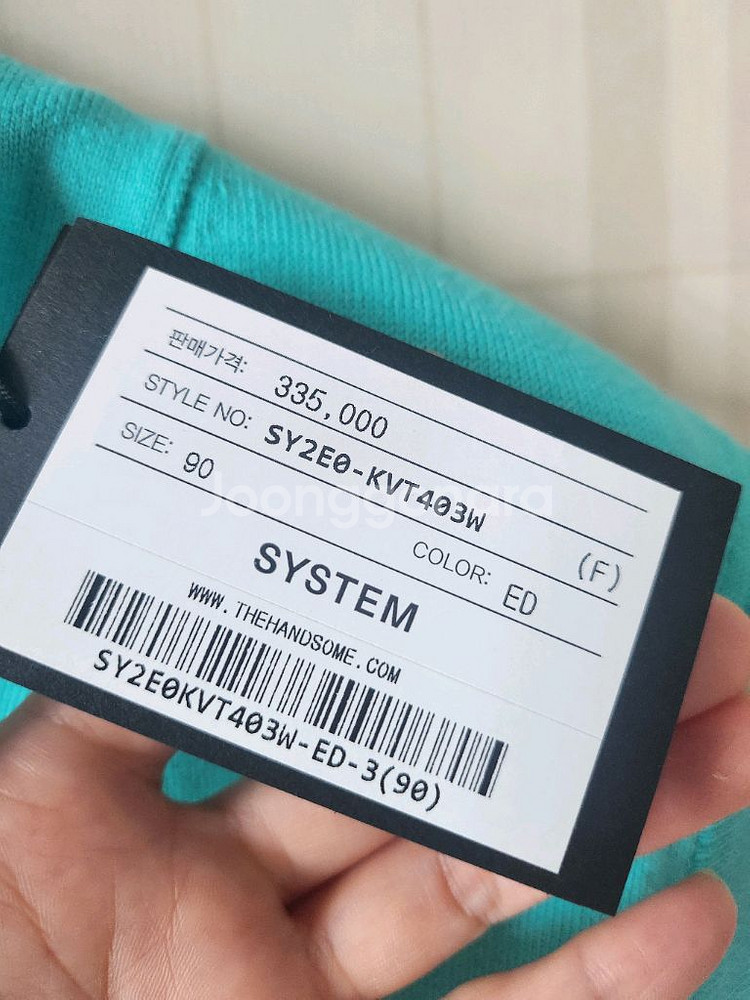 판매가격: 335,000
STYLE NO: SY2E0-KVT403W (F)
SIZE: 90 COLOR: ED
SYSTEM
WWW.THEHANDSOME.COM
SY2E0KVT403W-ED-3(90)
Joonggonara